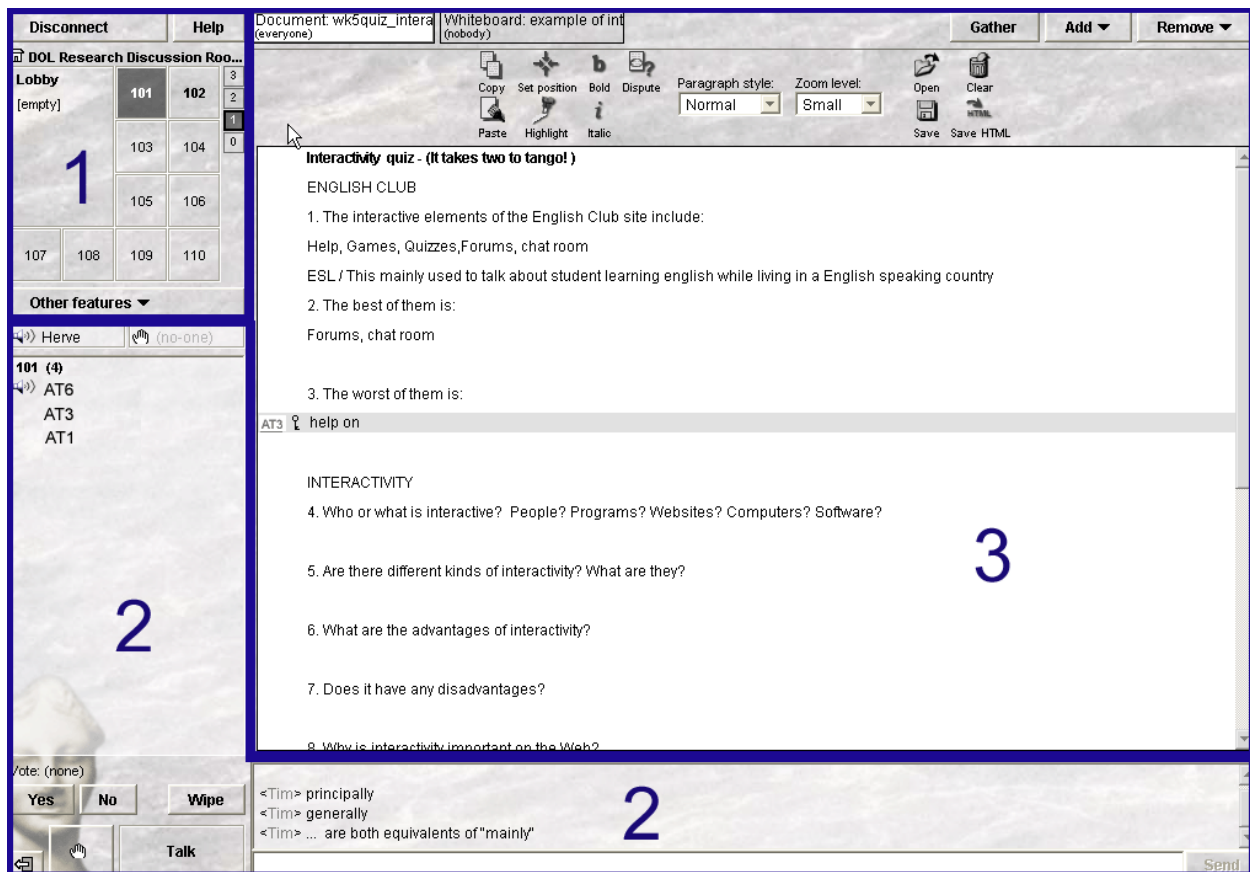 Disconnect Help
DOL Research Discussion Roo...
Lobby
[empty]
101 102
3
2
1
0
103 104
1
105 106
107 108 109 110
Other features
Herve (no-one)
101 (4)
AT6
AT3
AT1
2
Vote: (none)
Yes No Wipe
Talk
Document: wk5quiz_intera
(everyone)
Whiteboard: example of int
(nobody)
Gather Add Remove
Copy Set position Bold Dispute
Paste Highlight Italic
Paragraph style: Zoom level:
Normal Small
Open Clear
HTML
Save Save HTML
Interactivity quiz - (It takes two to tango! )
ENGLISH CLUB
1. The interactive elements of the English Club site include:
Help, Games, Quizzes,Forums, chat room
ESL / This mainly used to talk about student learning english while living in a English speaking country
2. The best of them is:
Forums, chat room
3. The worst of them is:
AT3 help on
INTERACTIVITY
4. Who or what is interactive? People? Programs? Websites? Computers? Software?
3
5. Are there different kinds of interactivity? What are they?
6. What are the advantages of interactivity?
7. Does it have any disadvantages?
8. Why is interactivity important on the Web?
<Tim> principally
<Tim> generally
<Tim> ... are both equivalents of "mainly"
2
Send